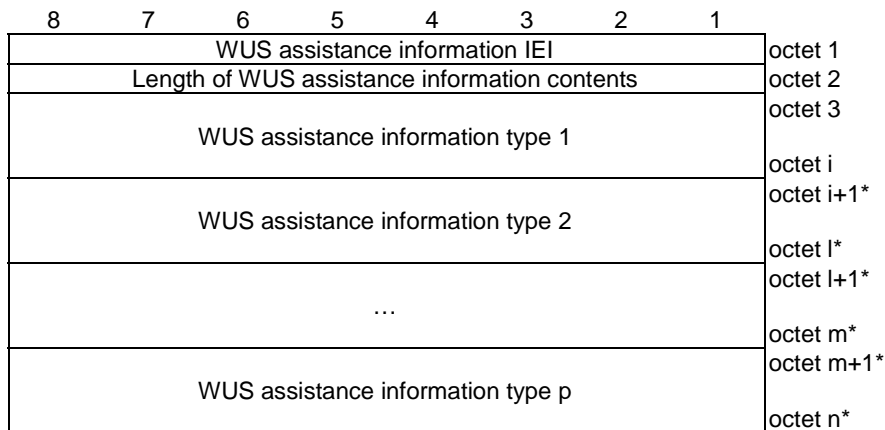 8 7 6 5 4 3 2 1
WUS assistance information IEI octet 1
Length of WUS assistance information contents octet 2
octet 3
WUS assistance information type 1
octet i
octet i+1*
WUS assistance information type 2
octet l*
octet l+1*
…
octet m*
octet m+1*
WUS assistance information type p
octet n*